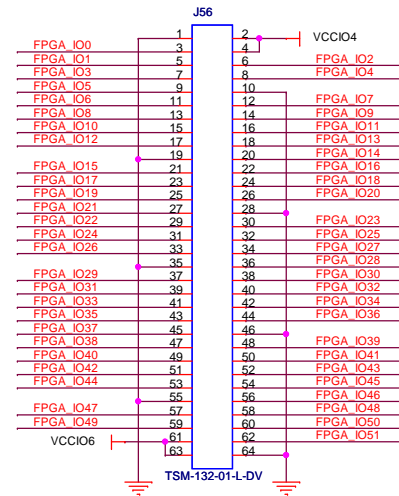 J56
1 2 VCCIO4
FPGA_IO0 3 4
FPGA_IO1 5 6 FPGA_IO2
FPGA_IO3 7 8 FPGA_IO4
FPGA_IO5 9 10
FPGA_IO6 11 12 FPGA_IO7
FPGA_IO8 13 14 FPGA_IO9
FPGA_IO10 15 16 FPGA_IO11
FPGA_IO12 17 18 FPGA_IO13
19 20 FPGA_IO14
FPGA_IO15 21 22 FPGA_IO16
FPGA_IO17 23 24 FPGA_IO18
FPGA_IO19 25 26 FPGA_IO20
FPGA_IO21 27 28
FPGA_IO22 29 30 FPGA_IO23
FPGA_IO24 31 32 FPGA_IO25
FPGA_IO26 33 34 FPGA_IO27
35 36 FPGA_IO28
FPGA_IO29 37 38 FPGA_IO30
FPGA_IO31 39 40 FPGA_IO32
FPGA_IO33 41 42 FPGA_IO34
FPGA_IO35 43 44 FPGA_IO36
FPGA_IO37 45 46
FPGA_IO38 47 48 FPGA_IO39
FPGA_IO40 49 50 FPGA_IO41
FPGA_IO42 51 52 FPGA_IO43
FPGA_IO44 53 54 FPGA_IO45
55 56 FPGA_IO46
FPGA_IO47 57 58 FPGA_IO48
FPGA_IO49 59 60 FPGA_IO50
VCCIO6 61 62 FPGA_IO51
63 64
TSM-132-01-L-DV